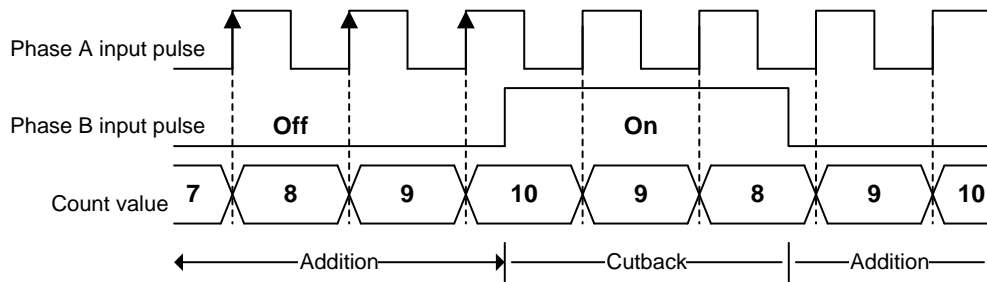 Phase A input pulse
Phase B input pulse
Off
On
Count value
7
8
9
10
9
8
9
10
Addition
Cutback
Addition